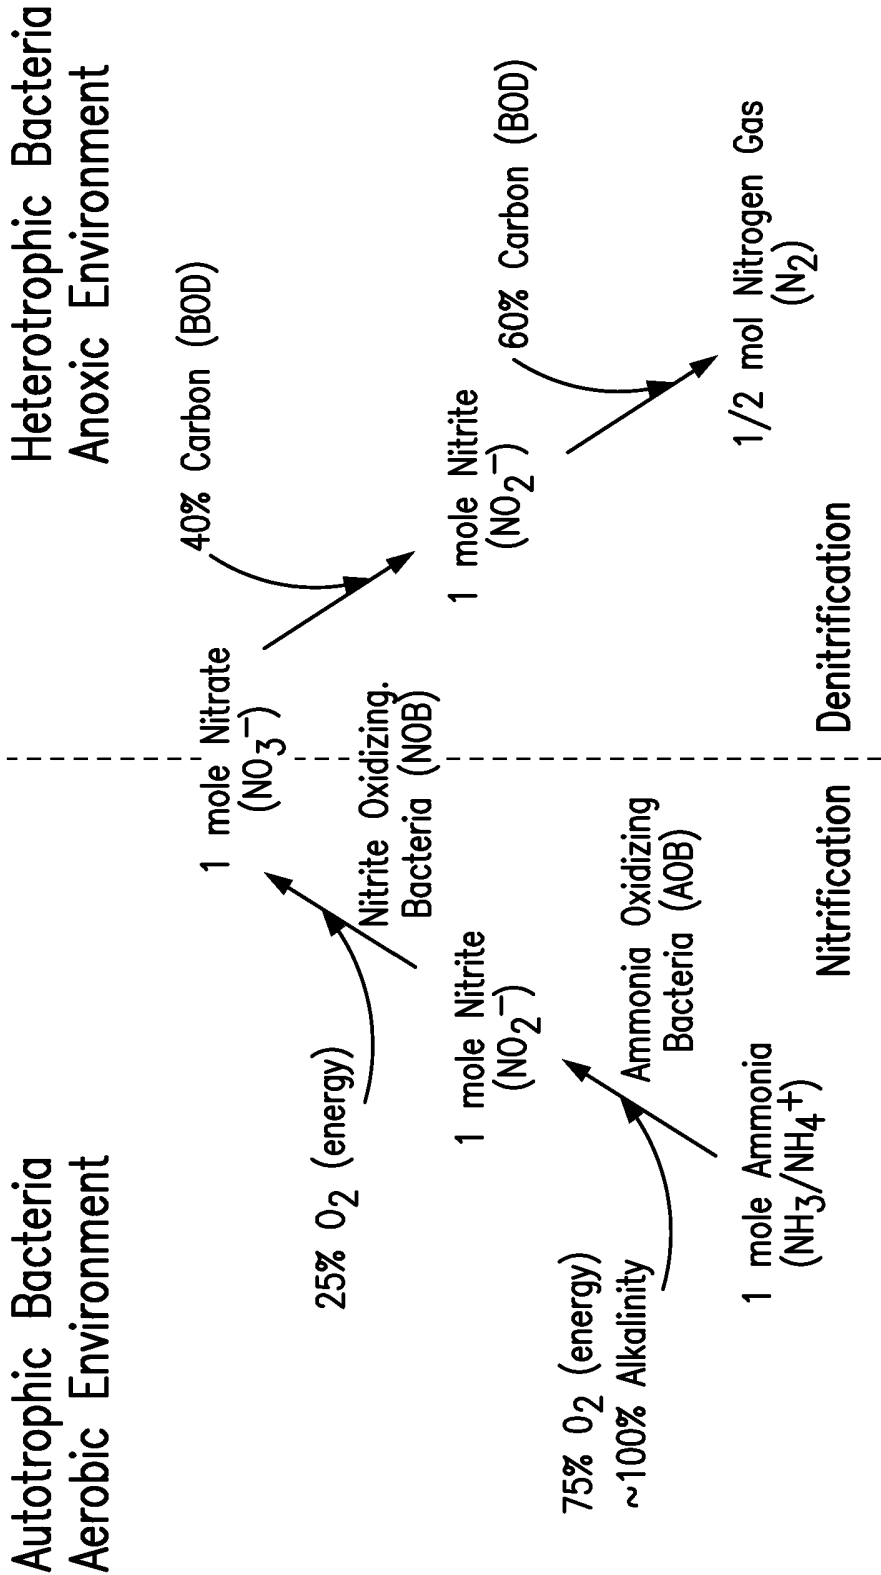 Autotrophic Bacteria
Aerobic Environment
Heterotrophic Bacteria
Anoxic Environment
1 mole Nitrate
(NO3−)
40% Carbon (BOD)
25% O2 (energy)
Nitrite Oxidizing.
Bacteria (NOB)
1 mole Nitrite
(NO2−)
1 mole Nitrite
(NO2−)
60% Carbon (BOD)
75% O2 (energy)
~100% Alkalinity
Ammonia Oxidizing
Bacteria (AOB)
1 mole Ammonia
(NH3/NH4+)
1/2 mol Nitrogen Gas
(N2)
Nitrification
Denitrification